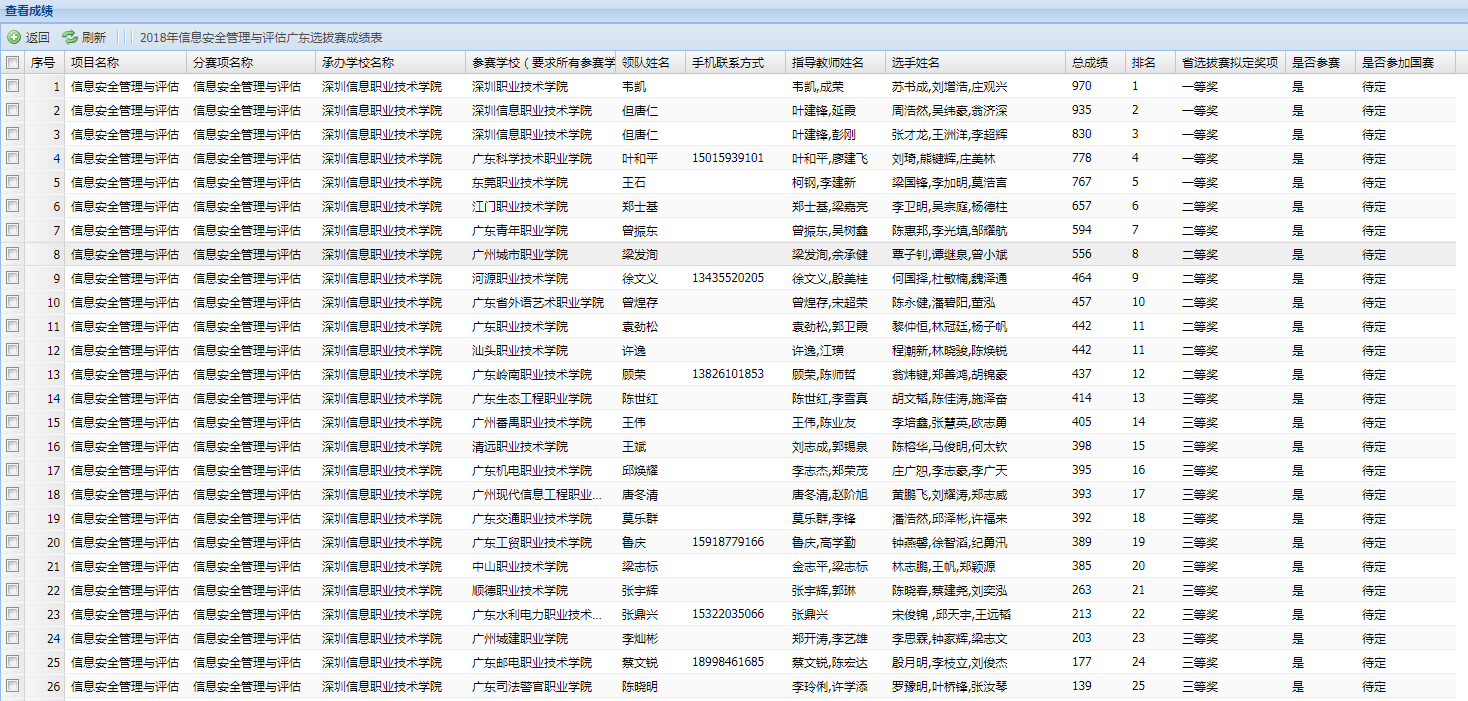 查看成绩
返回 刷新 2018年信息安全管理与评估广东选拔赛成绩表
序号 项目名称 分赛项名称 承办学校名称 参赛学校（要求所有参赛学 领队姓名 手机联系方式 指导教师姓名 选手姓名 总成绩 排名 省选拔赛拟定奖项 是否参赛 是否参加国赛
1 信息安全管理与评估 信息安全管理与评估 深圳信息职业技术学院 深圳职业技术学院 韦凯 韦凯,成荣 苏书成,刘增浩,庄观兴 970 1 一等奖 是 待定
2 信息安全管理与评估 信息安全管理与评估 深圳信息职业技术学院 深圳信息职业技术学院 但唐仁 叶建锋,延霞 周浩然,吴纬豪,翁济深 935 2 一等奖 是 待定
3 信息安全管理与评估 信息安全管理与评估 深圳信息职业技术学院 深圳信息职业技术学院 但唐仁 叶建锋,彭刚 张才龙,王洲洋,李超辉 830 3 一等奖 是 待定
4 信息安全管理与评估 信息安全管理与评估 深圳信息职业技术学院 广东科学技术职业学院 叶和平 15015939101 叶和平,廖建飞 刘琦,熊键辉,庄美林 778 4 一等奖 是 待定
5 信息安全管理与评估 信息安全管理与评估 深圳信息职业技术学院 东莞职业技术学院 王石 柯钢,李建新 梁国锋,李加明,莫浩言 767 5 一等奖 是 待定
6 信息安全管理与评估 信息安全管理与评估 深圳信息职业技术学院 江门职业技术学院 郑士基 郑士基,梁嘉亮 李卫明,吴宗庭,杨德柱 657 6 二等奖 是 待定
7 信息安全管理与评估 信息安全管理与评估 深圳信息职业技术学院 广东青年职业学院 曾振东 曾振东,吴树鑫 陈惠邦,李光填,邹耀航 594 7 二等奖 是 待定
8 信息安全管理与评估 信息安全管理与评估 深圳信息职业技术学院 广州城市职业学院 梁发洵 梁发洵,余承健 覃子钊,谭继泉,曾小斌 556 8 二等奖 是 待定
9 信息安全管理与评估 信息安全管理与评估 深圳信息职业技术学院 河源职业技术学院 徐文义 13435520205 徐文义,殷美桂 何国择,杜敏楠,魏泽通 464 9 二等奖 是 待定
10 信息安全管理与评估 信息安全管理与评估 深圳信息职业技术学院 广东省外语艺术职业学院 曾煌存 曾煌存,宋超荣 陈永健,潘碧阳,董泓 457 10 二等奖 是 待定
11 信息安全管理与评估 信息安全管理与评估 深圳信息职业技术学院 广东职业技术学院 袁劲松 袁劲松,郭卫霞 黎仲恒,林冠廷,杨子帆 442 11 二等奖 是 待定
12 信息安全管理与评估 信息安全管理与评估 深圳信息职业技术学院 汕头职业技术学院 许逸 许逸,江璜 程潮新,林晓骏,陈焕锐 442 11 二等奖 是 待定
13 信息安全管理与评估 信息安全管理与评估 深圳信息职业技术学院 广东岭南职业技术学院 顾荣 13826101853 顾荣,陈师哲 翁炜键,郑善鸿,胡锦豪 437 12 二等奖 是 待定
14 信息安全管理与评估 信息安全管理与评估 深圳信息职业技术学院 广东生态工程职业学院 陈世红 陈世红,李雪真 胡文韬,陈佳涛,施泽奋 414 13 三等奖 是 待定
15 信息安全管理与评估 信息安全管理与评估 深圳信息职业技术学院 广州番禺职业技术学院 王伟 王伟,陈业友 李培鑫,张慧英,欧志勇 405 14 三等奖 是 待定
16 信息安全管理与评估 信息安全管理与评估 深圳信息职业技术学院 清远职业技术学院 王斌 刘志成,郭锡泉 陈榕华,马俊明,何太钦 398 15 三等奖 是 待定
17 信息安全管理与评估 信息安全管理与评估 深圳信息职业技术学院 广东机电职业技术学院 邱焕耀 李志杰,郑荣茂 庄广恕,李志豪,李广天 395 16 三等奖 是 待定
18 信息安全管理与评估 信息安全管理与评估 深圳信息职业技术学院 广州现代信息工程职业... 唐冬清 唐冬清,赵阶旭 黄鹏飞,刘耀涛,郑志威 393 17 三等奖 是 待定
19 信息安全管理与评估 信息安全管理与评估 深圳信息职业技术学院 广东交通职业技术学院 莫乐群 莫乐群,李锋 潘浩然,邱泽彬,许福来 392 18 三等奖 是 待定
20 信息安全管理与评估 信息安全管理与评估 深圳信息职业技术学院 广东工贸职业技术学院 鲁庆 15918779166 鲁庆,高学勤 钟燕馨,徐智滔,纪勇汛 389 19 三等奖 是 待定
21 信息安全管理与评估 信息安全管理与评估 深圳信息职业技术学院 中山职业技术学院 梁志标 金志平,梁志标 林志鹏,王帆,郑颖源 385 20 三等奖 是 待定
22 信息安全管理与评估 信息安全管理与评估 深圳信息职业技术学院 顺德职业技术学院 张宇辉 张宇辉,郭琳 陈晓春,蔡建尧,刘奕泓 263 21 三等奖 是 待定
23 信息安全管理与评估 信息安全管理与评估 深圳信息职业技术学院 广东水利电力职业技术... 张鼎兴 15322035066 张鼎兴 宋俊锦 ,邱天宇,王远韬 213 22 三等奖 是 待定
24 信息安全管理与评估 信息安全管理与评估 深圳信息职业技术学院 广州城建职业学院 李灿彬 郑开涛,李艺雄 李思霖,钟家辉,梁志文 203 23 三等奖 是 待定
25 信息安全管理与评估 信息安全管理与评估 深圳信息职业技术学院 广东邮电职业技术学院 蔡文锐 18998461685 蔡文锐,陈宏达 殷月明,李枝立,刘俊杰 177 24 三等奖 是 待定
26 信息安全管理与评估 信息安全管理与评估 深圳信息职业技术学院 广东司法警官职业学院 陈晓明 李玲俐,许学添 罗豫明,叶桥锋,张汝琴 139 25 三等奖 是 待定